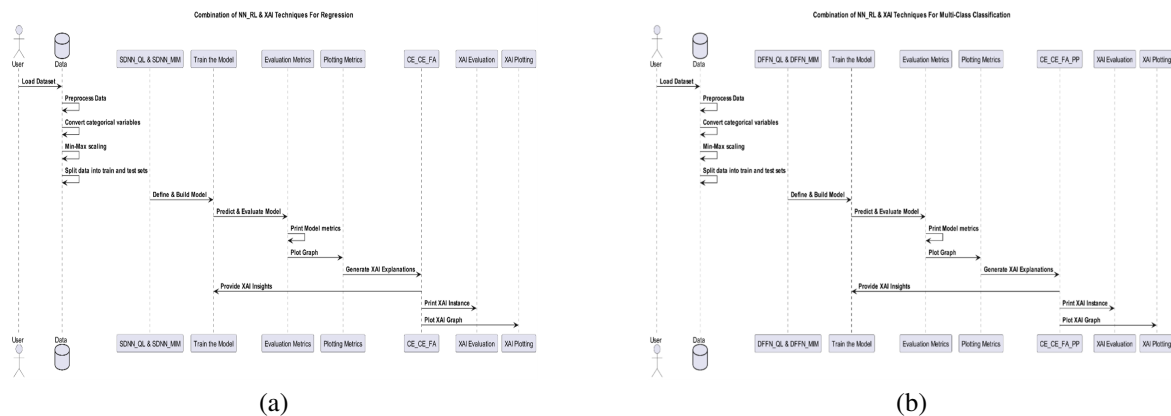 Combination of NN_RL & XAI Techniques For Regression
User
Data
SDNN_QL & SDNN_MIM
Train the Model
Evaluation Metrics
Plotting Metrics
CE_CE_FA
XAI Evaluation
XAI Plotting
Load Dataset
Preprocess Data
Convert categorical variables
Min-Max scaling
Split data into train and test sets
Define & Build Model
Predict & Evaluate Model
Print Model metrics
Plot Graph
Generate XAI Explanations
Provide XAI Insights
Print XAI Instance
Plot XAI Graph
User
Data
SDNN_QL & SDNN_MIM
Train the Model
Evaluation Metrics
Plotting Metrics
CE_CE_FA
XAI Evaluation
XAI Plotting
(a)
Combination of NN_RL & XAI Techniques For Multi-Class Classification
User
Data
DFFN_QL & DFFN_MIM
Train the Model
Evaluation Metrics
Plotting Metrics
CE_CE_FA_PP
XAI Evaluation
XAI Plotting
Load Dataset
Preprocess Data
Convert categorical variables
Min-Max scaling
Split data into train and test sets
Define & Build Model
Predict & Evaluate Model
Print Model metrics
Plot Graph
Generate XAI Explanations
Provide XAI Insights
Print XAI Instance
Plot XAI Graph
User
Data
DFFN_QL & DFFN_MIM
Train the Model
Evaluation Metrics
Plotting Metrics
CE_CE_FA_PP
XAI Evaluation
XAI Plotting
(b)